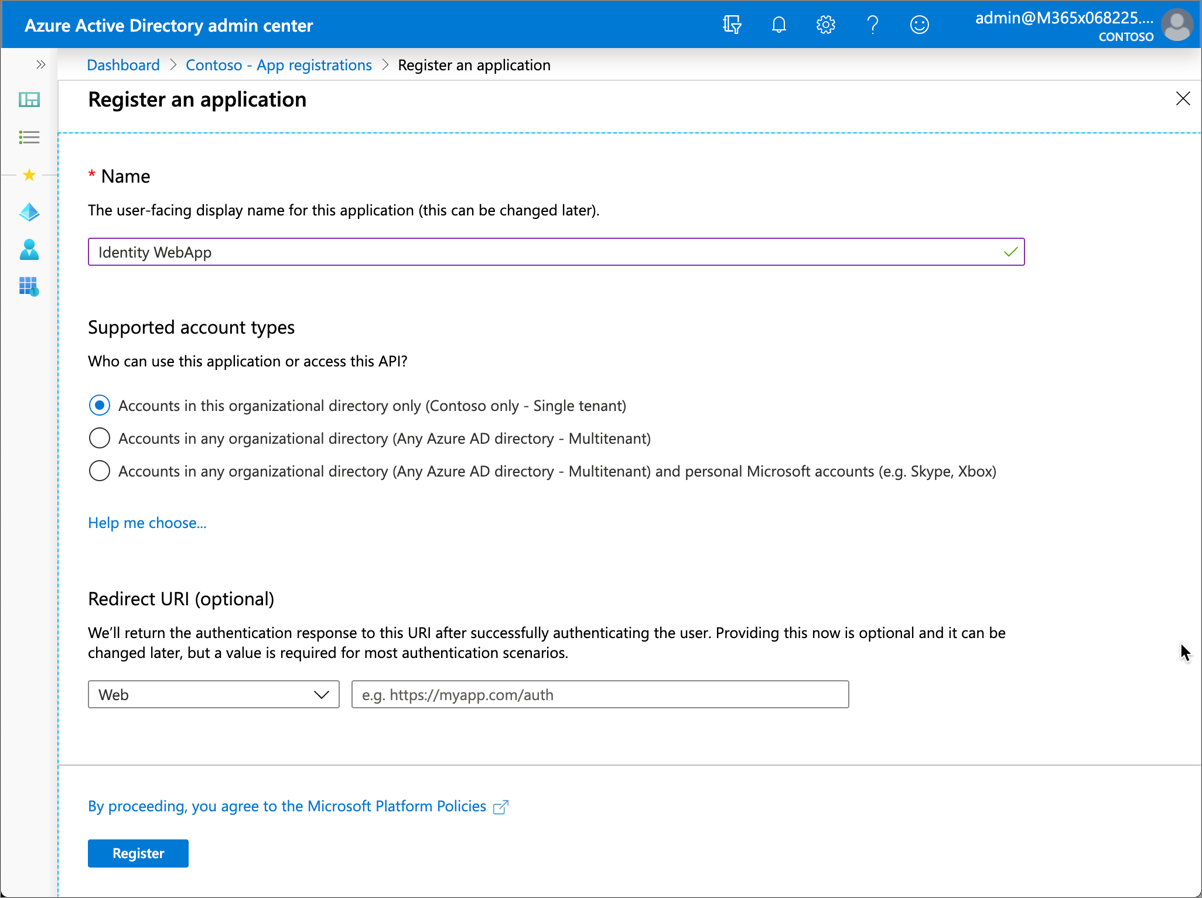 Azure Active Directory admin center
admin@M365x068225....
CONTOSO
Dashboard > Contoso - App registrations > Register an application
Register an application
* Name
The user-facing display name for this application (this can be changed later).
Identity WebApp
Supported account types
Who can use this application or access this API?
Accounts in this organizational directory only (Contoso only - Single tenant)
Accounts in any organizational directory (Any Azure AD directory - Multitenant)
Accounts in any organizational directory (Any Azure AD directory - Multitenant) and personal Microsoft accounts (e.g. Skype, Xbox)
Help me choose...
Redirect URI (optional)
We’ll return the authentication response to this URI after successfully authenticating the user. Providing this now is optional and it can be
changed later, but a value is required for most authentication scenarios.
Web
e.g. https://myapp.com/auth
By proceeding, you agree to the Microsoft Platform Policies
Register